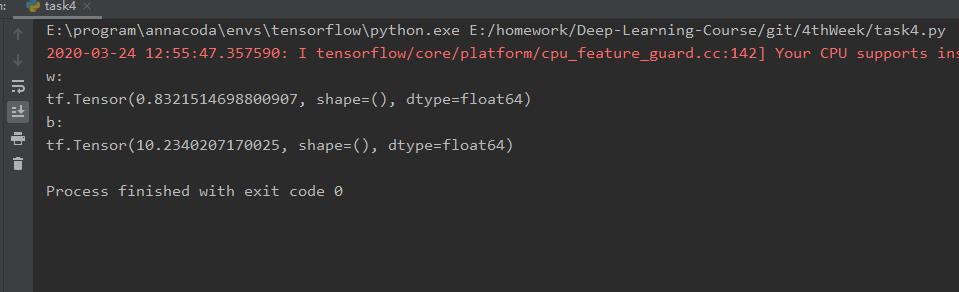 n: task4 ×
E:\program\annacoda\envs\tensorflow\python.exe E:/homework/Deep-Learning-Course/git/4thWeek/task4.py
2020-03-24 12:55:47.357590: I tensorflow/core/platform/cpu_feature_guard.cc:142] Your CPU supports ins
w:
tf.Tensor(0.8321514698800907, shape=(), dtype=float64)
b:
tf.Tensor(10.2340207170025, shape=(), dtype=float64)
Process finished with exit code 0